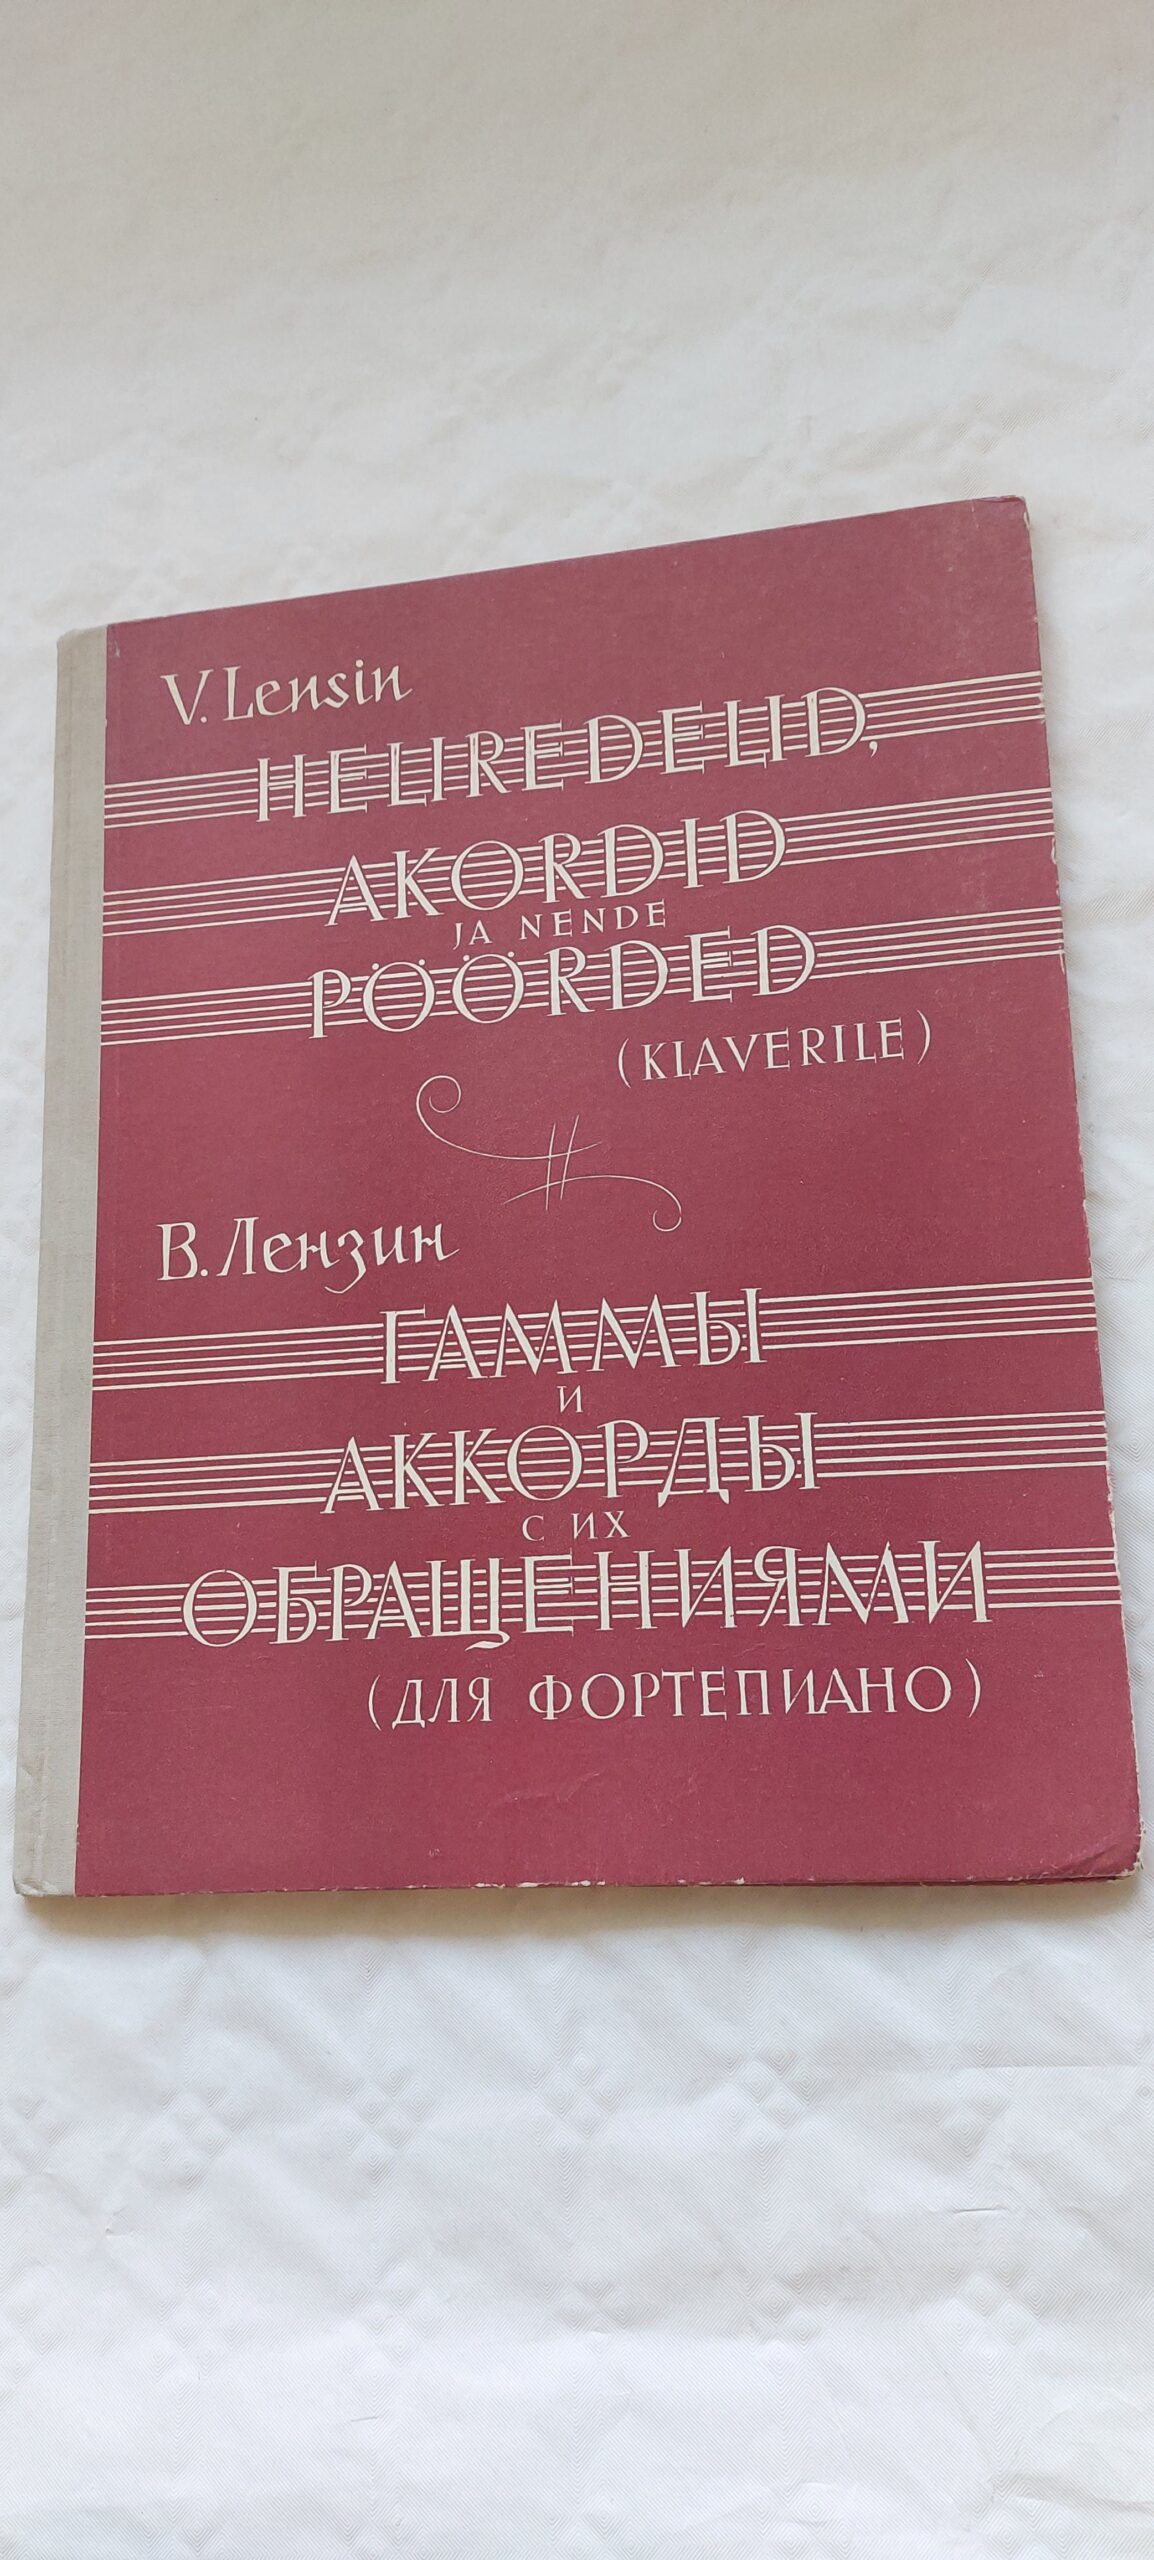 V. Lensin
HELIREDELID,
AKORDID
JA NENDE
PÖÖRDED
(KLAVERILE)
В. Лензин
ГАММЫ
И
АККОРДЫ
С ИХ
ОБРАЩЕНИЯМИ
(ДЛЯ ФОРТЕПИАНО)